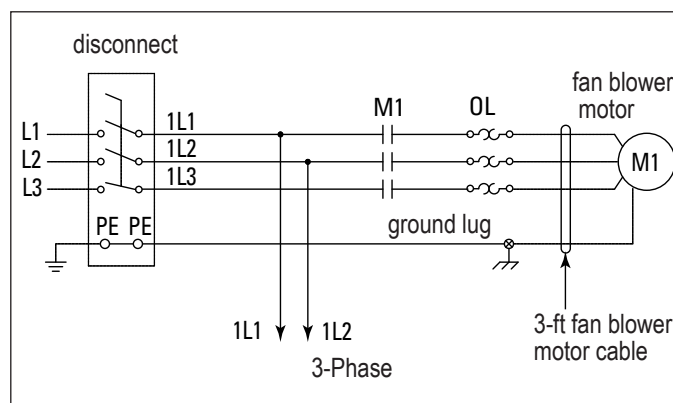 disconnect
fan blower
motor
M1
OL
L1
1L1
L2
1L2
M1
L3
1L3
PE PE
ground lug
1L1
1L2
3-Phase
3-ft fan blower
motor cable